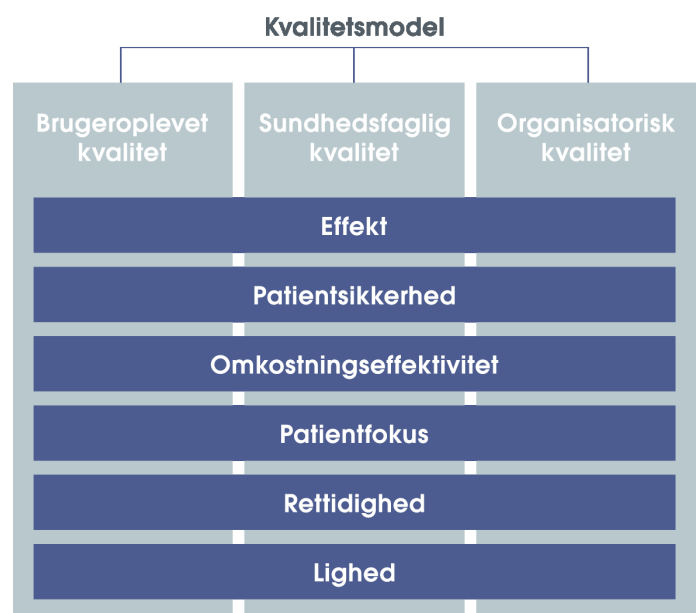 Kvalitetsmodel
Brugeroplevet
kvalitet
Sundhedsfaglig
kvalitet
Organisatorisk
kvalitet
Effekt
Patientsikkerhed
Omkostningseffektivitet
Patientfokus
Rettidighed
Lighed